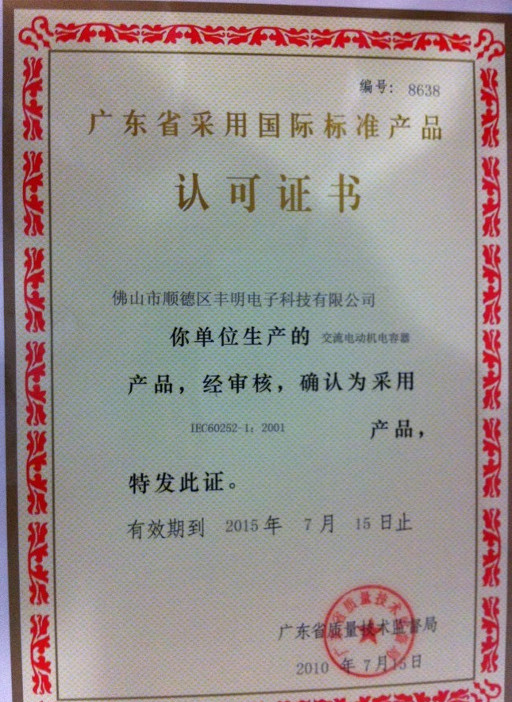 编号: 8638
广东省采用国际标准产品
认可证书
佛山市顺德区丰明电子科技有限公司
你单位生产的 交流电动机电容器
产品，经审核，确认为采用
IEC60252-1：2001 产品，
特发此证。
有效期到 2015年 7月 15日止
广东省质量技术监督局
2010 年7月15日